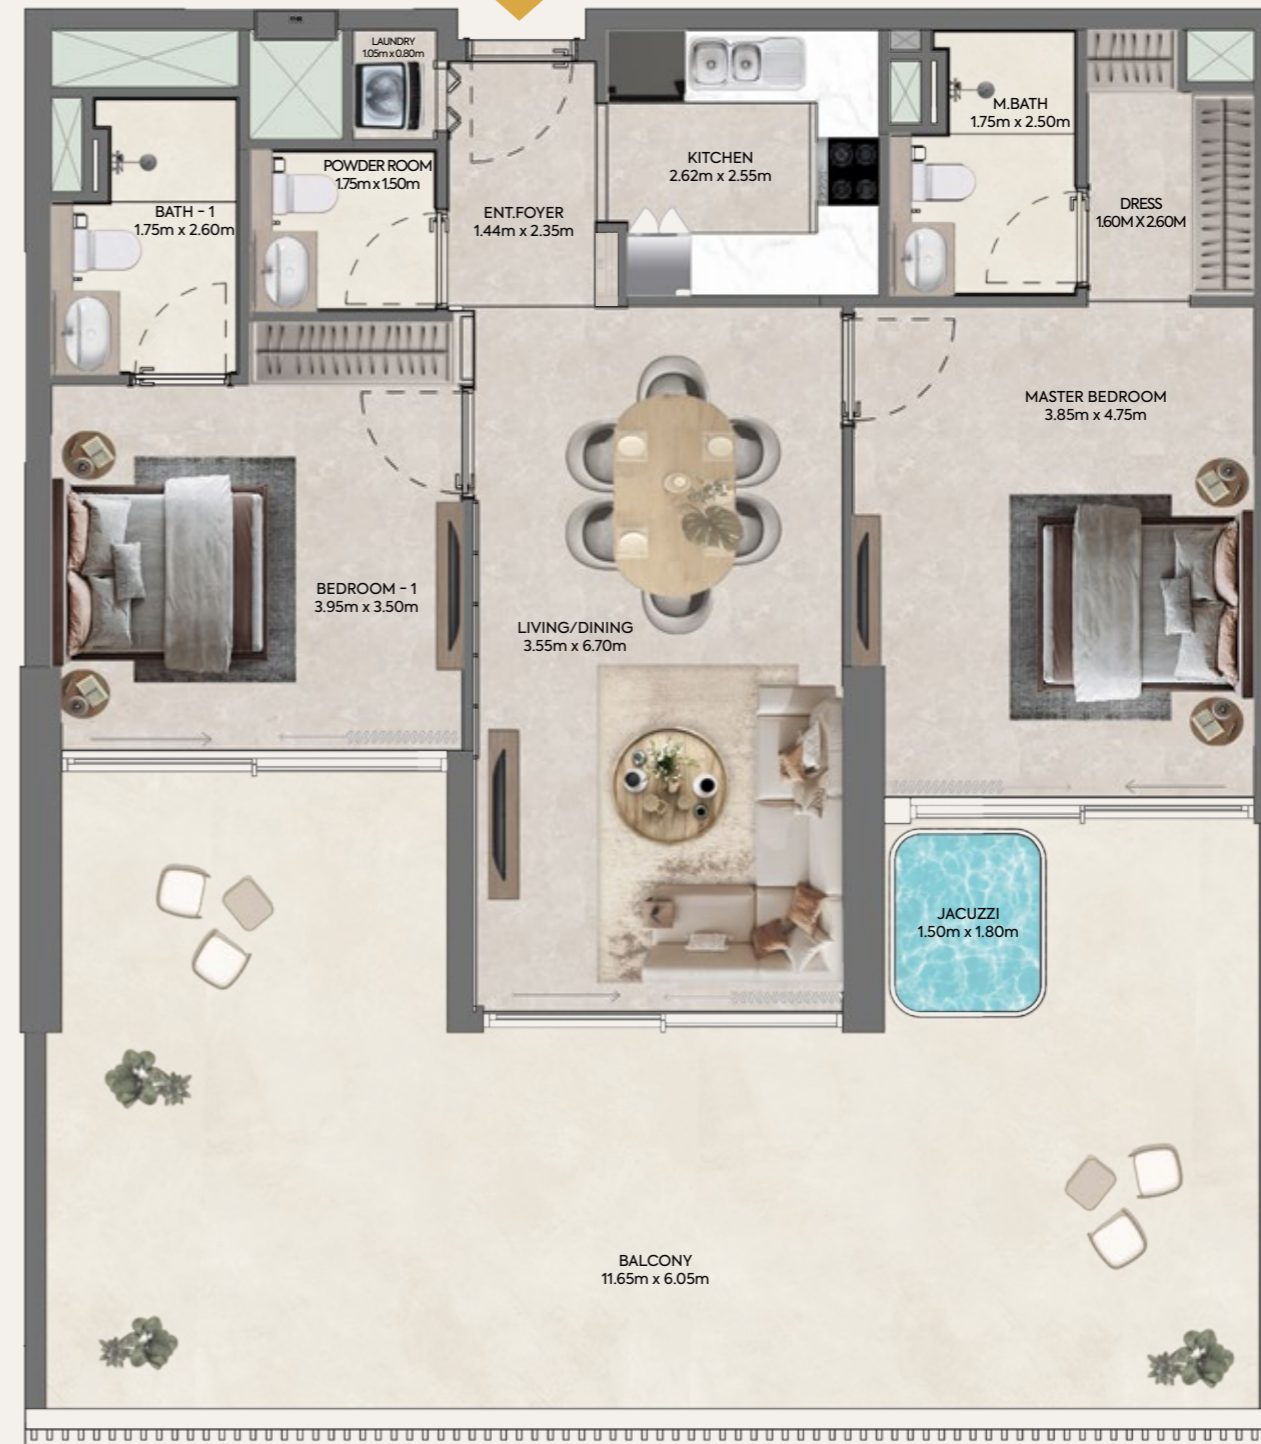 LAUNDRY
1.05m x 0.80m
M.BATH
1.75m x 2.50m
POWDER ROOM
1.75m x 1.50m
KITCHEN
2.62m x 2.55m
BATH - 1
1.75m x 2.60m
ENT.FOYER
1.44m x 2.35m
DRESS
1.60M X 2.60M
MASTER BEDROOM
3.85m x 4.75m
BEDROOM - 1
3.95m x 3.50m
LIVING/DINING
3.55m x 6.70m
JACUZZI
1.50m x 1.80m
BALCONY
11.65m x 6.05m